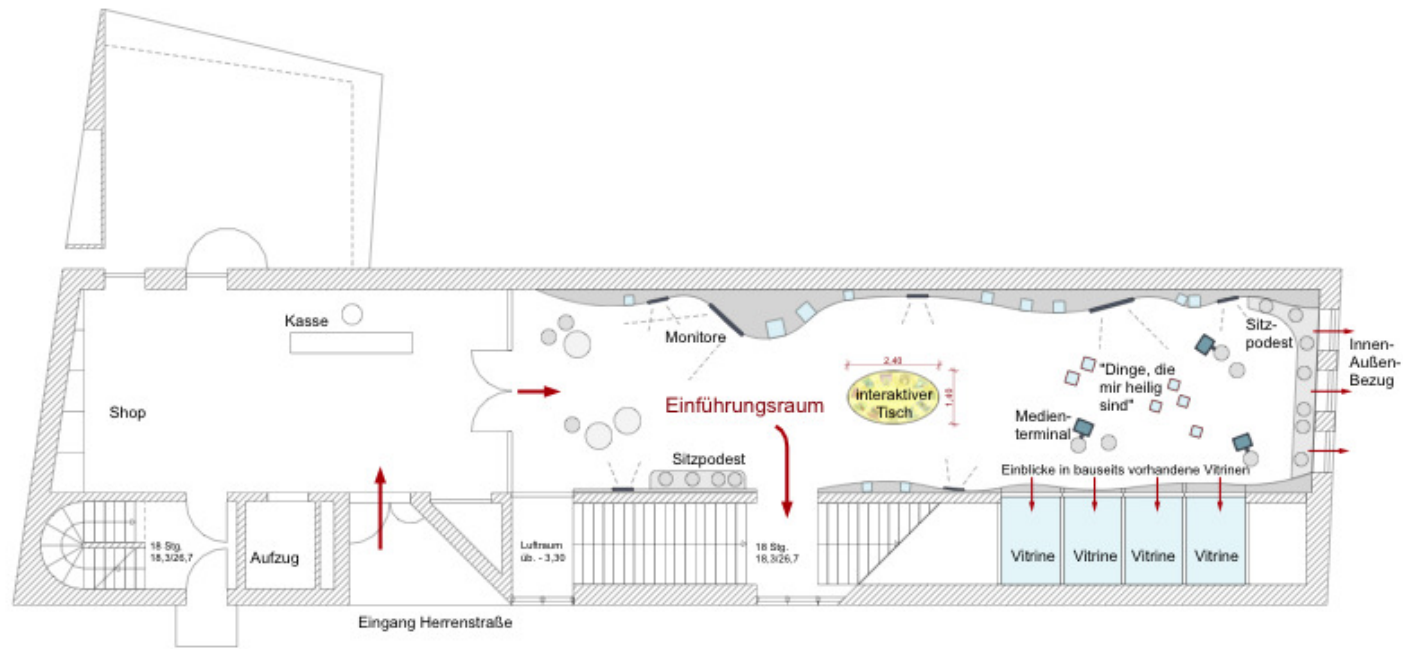 Kasse
Monitore
Sitz-
podest
Innen-
Außen-
Bezug
2,40
1,40
interaktiver
Tisch
"Dinge, die
mir heilig
sind"
Shop
Einführungsraum
Medien-
terminal
Sitzpodest
Einblicke in bauseits vorhandene Vitrinen
18 Stg.
18,3/26,7
Aufzug
Luftraum
üb. - 3,30
18 Stg.
18,3/26,7
Vitrine
Vitrine
Vitrine
Vitrine
Eingang Herrenstraße